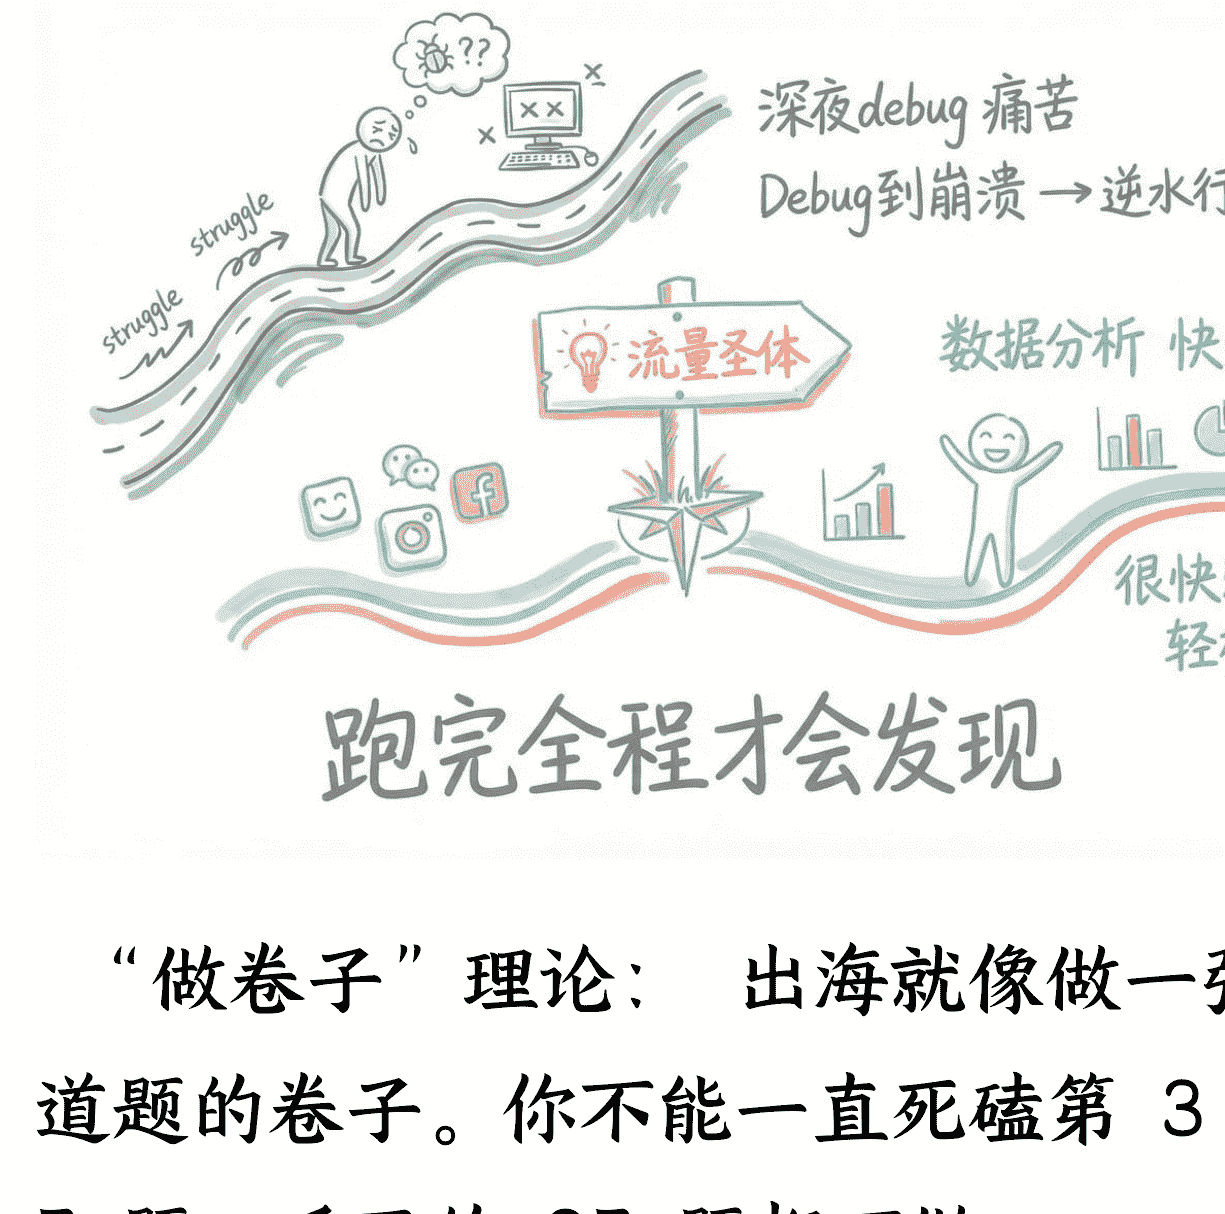 ??
深夜debug 痛苦
Debug到崩溃 → 逆水行
struggle
struggle
流量圣体
数据分析 快
很快
轻
跑完全程才会发现
“做卷子”理论： 出海就像做一张
道题的卷子。你不能一直死磕第 3